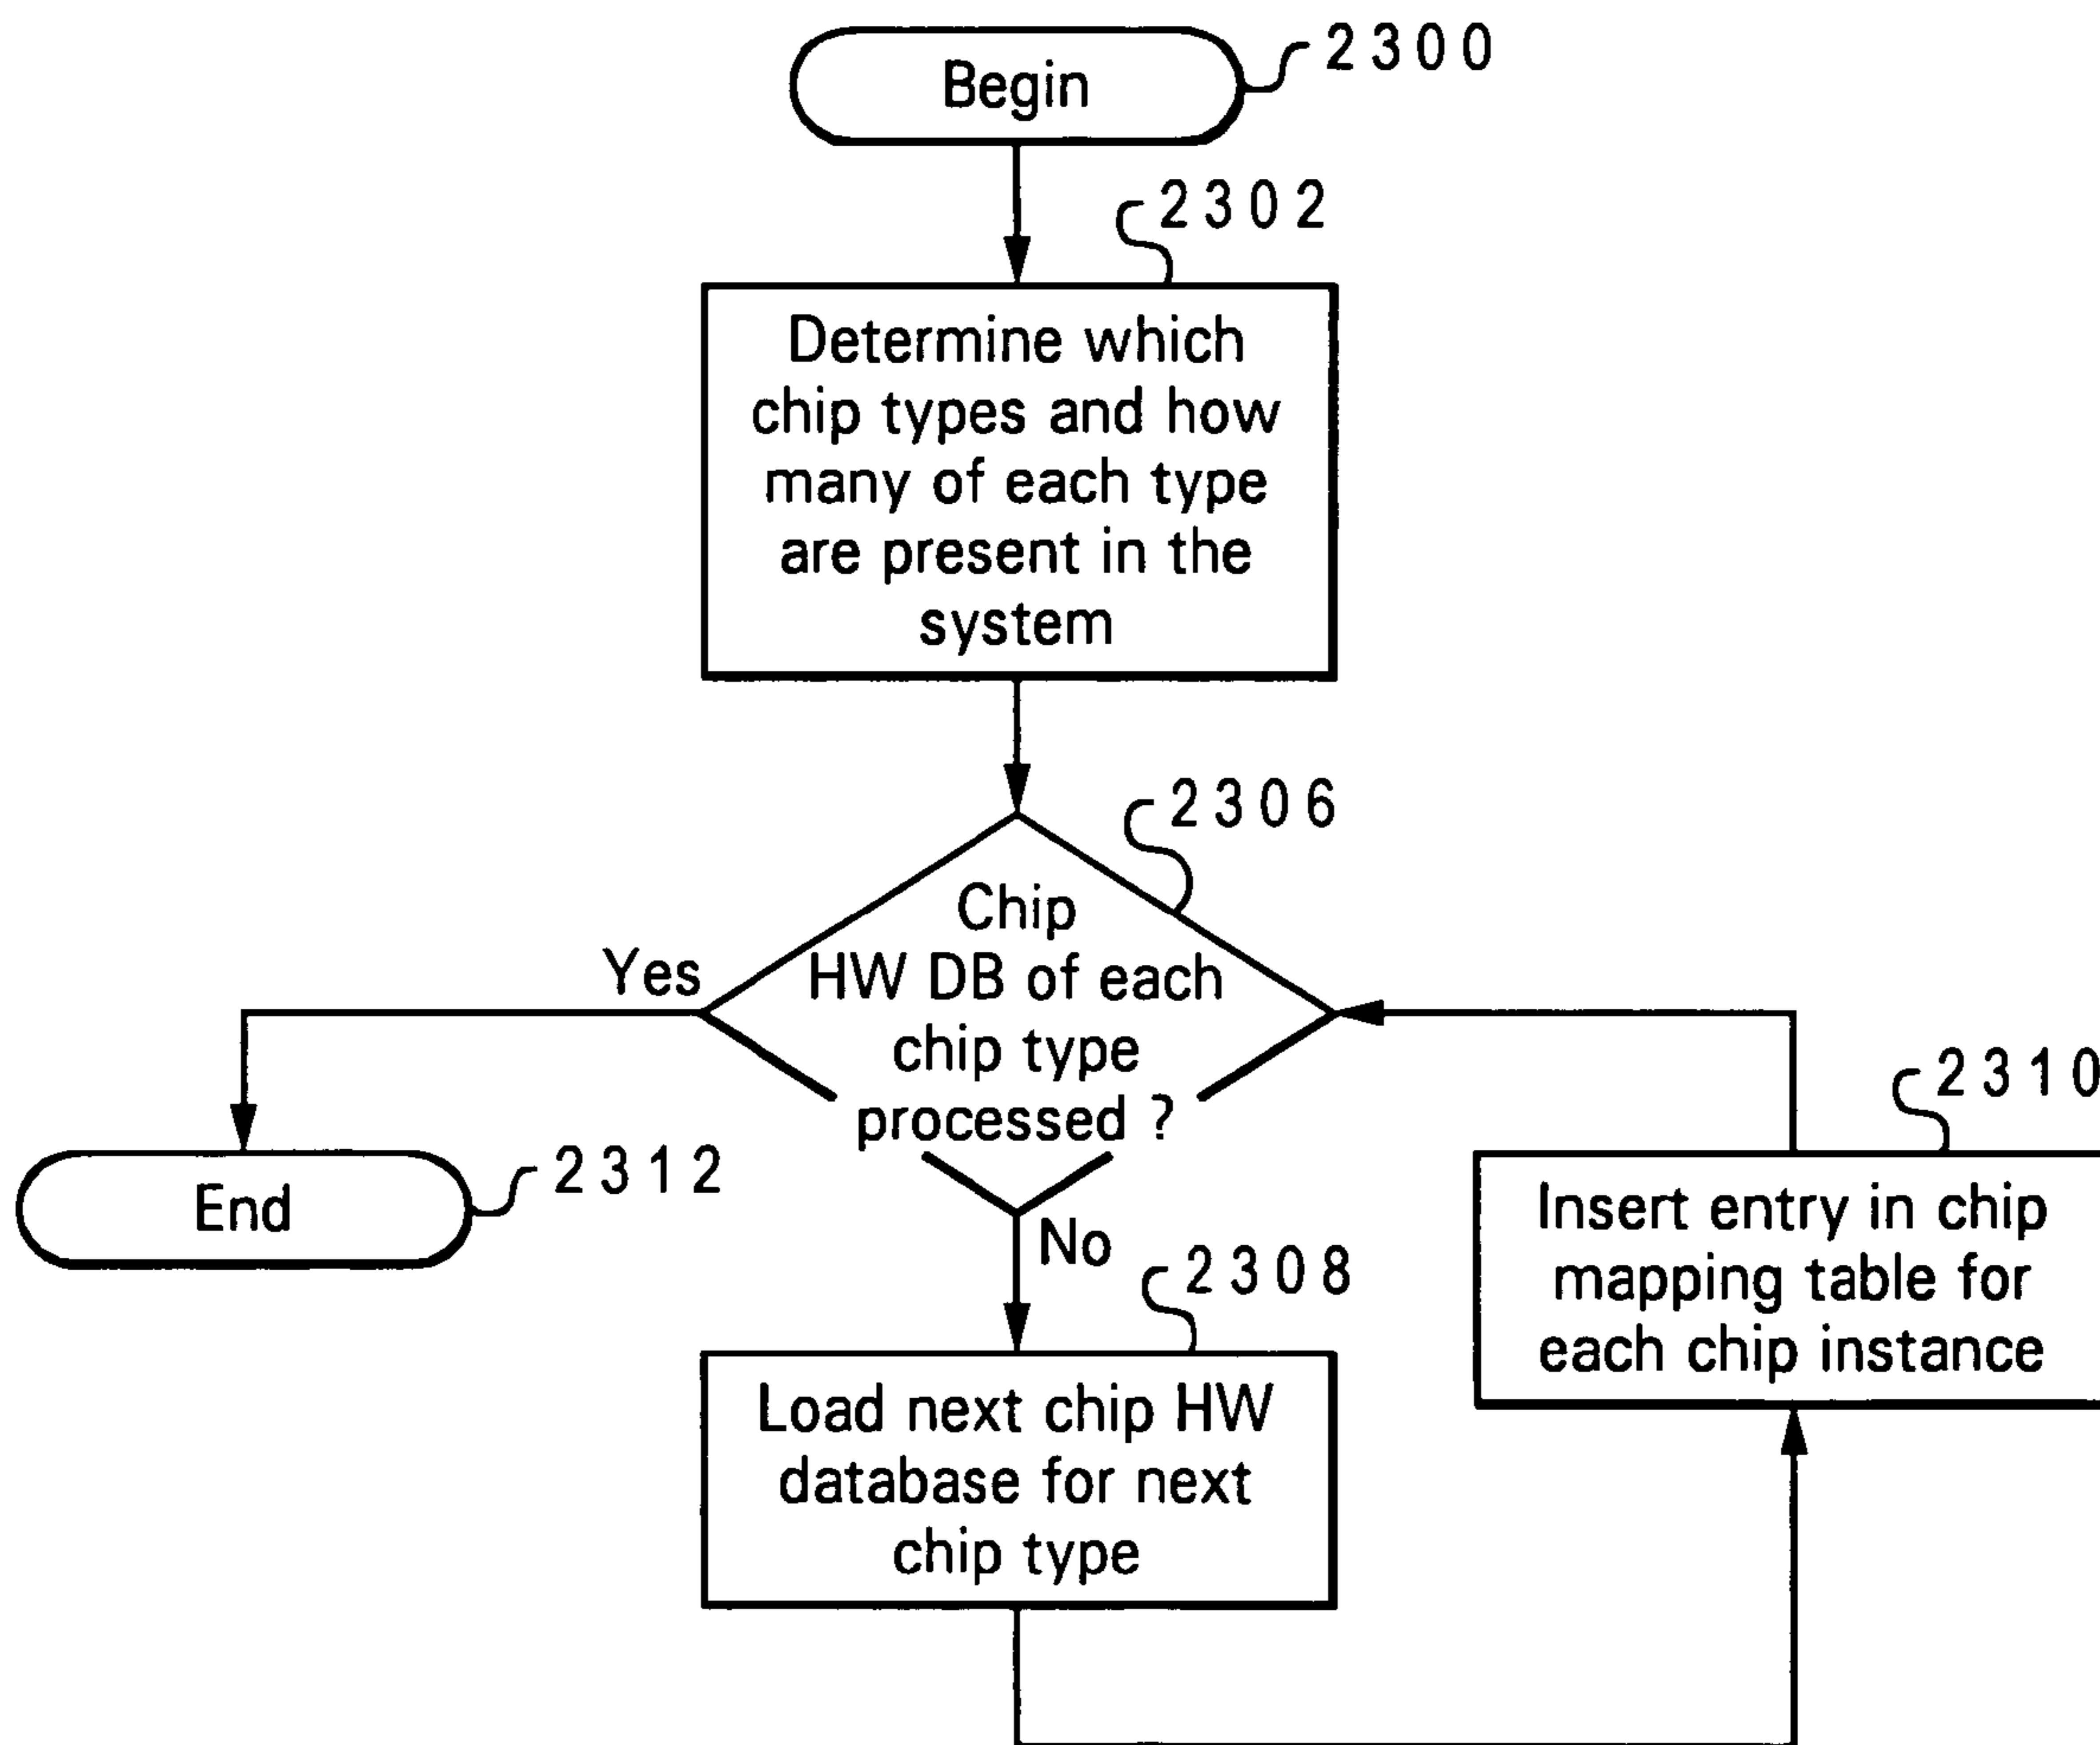 Begin
2300
2302
Determine which
chip types and how
many of each type
are present in the
system
2306
Chip
HW DB of each
chip type
processed ?
Yes
No
End
2312
2308
Load next chip HW
database for next
chip type
2310
Insert entry in chip
mapping table for
each chip instance